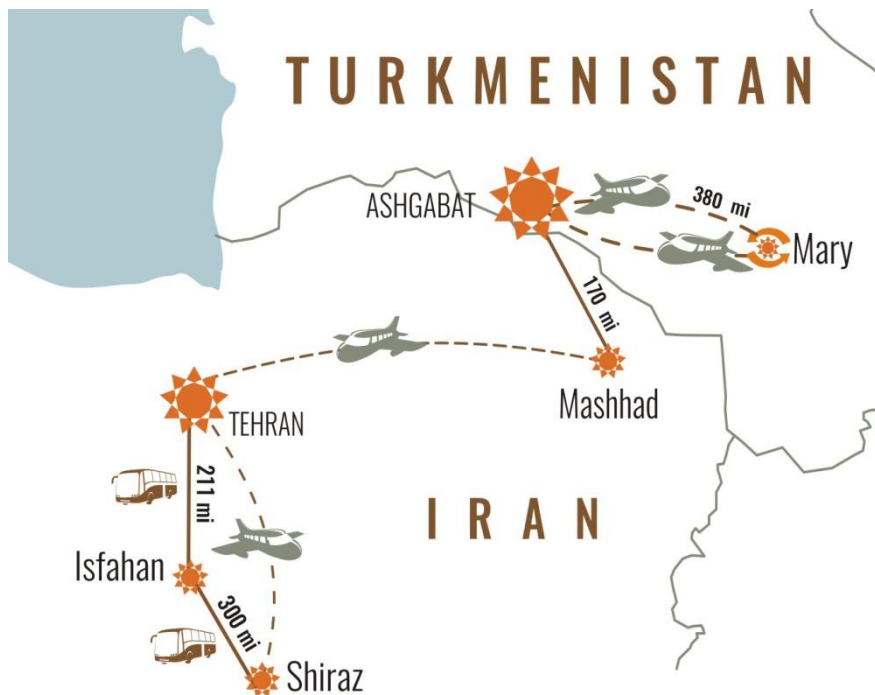 TURKMENISTAN
ASHGABAT
380 mi
Mary
170 mi
Mashhad
TEHRAN
211 mi
IRAN
Isfahan
300 mi
Shiraz